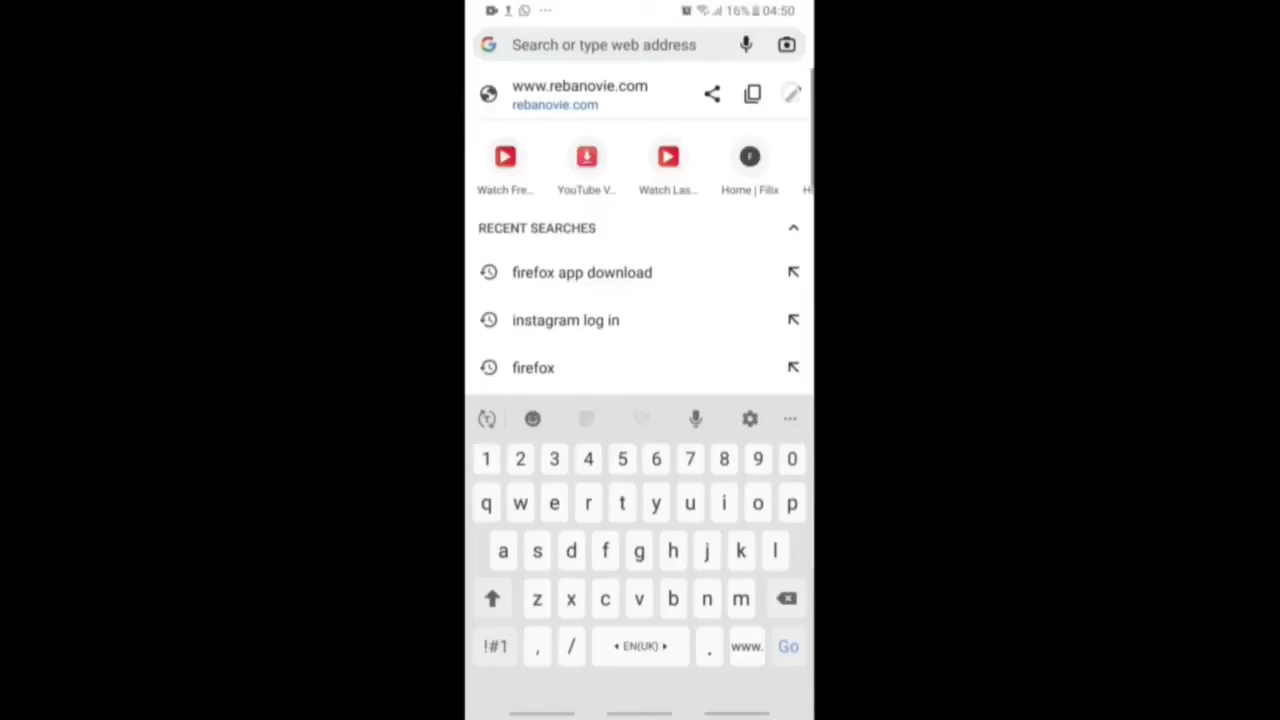 16% 04:50
Search or type web address
www.rebanovie.com
rebanovie.com
Watch Fre... YouTube V... Watch Las... Home | Filix H
RECENT SEARCHES
firefox app download
instagram log in
firefox
1 2 3 4 5 6 7 8 9 0
q w e r t y u i o p
a s d f g h j k l
z x c v b n m
!#1 , / EN(UK) . www. Go